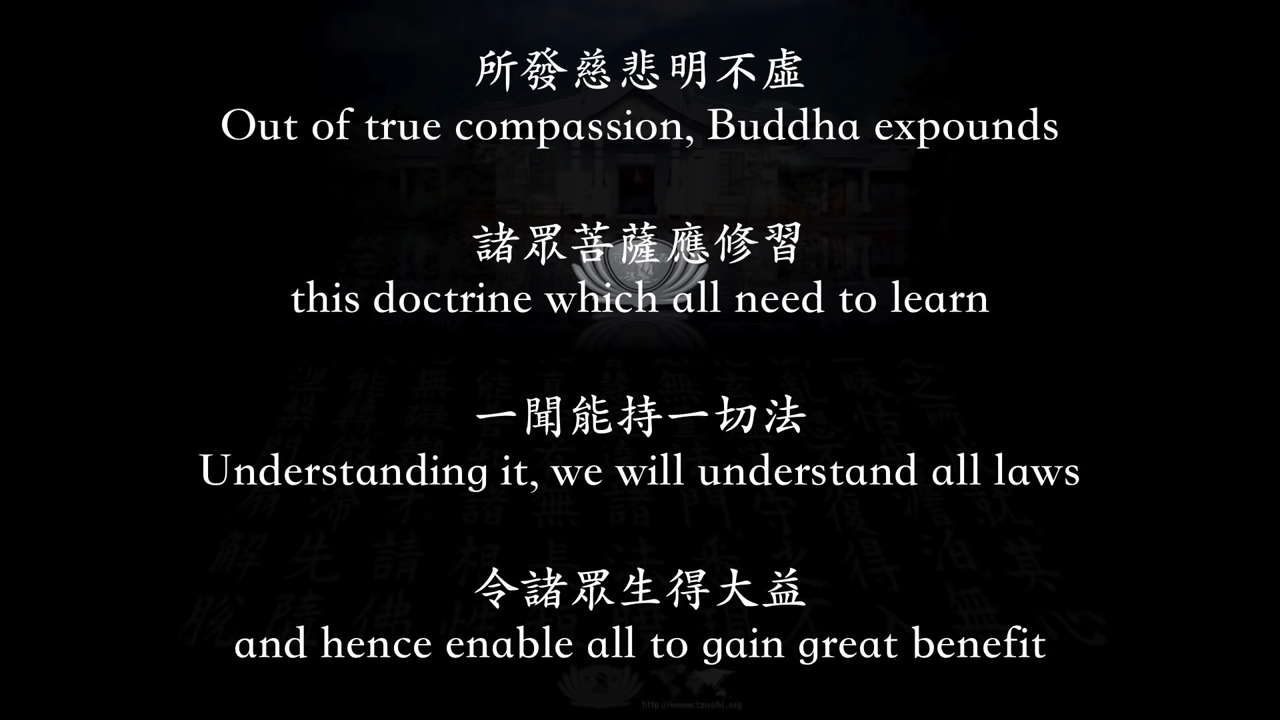 所發慈悲明不虛
Out of true compassion, Buddha expounds
諸眾菩薩應修習
this doctrine which all need to learn
一聞能持一切法
Understanding it, we will understand all laws
令諸眾生得大益
and hence enable all to gain great benefit
http://www.tzuchi.org